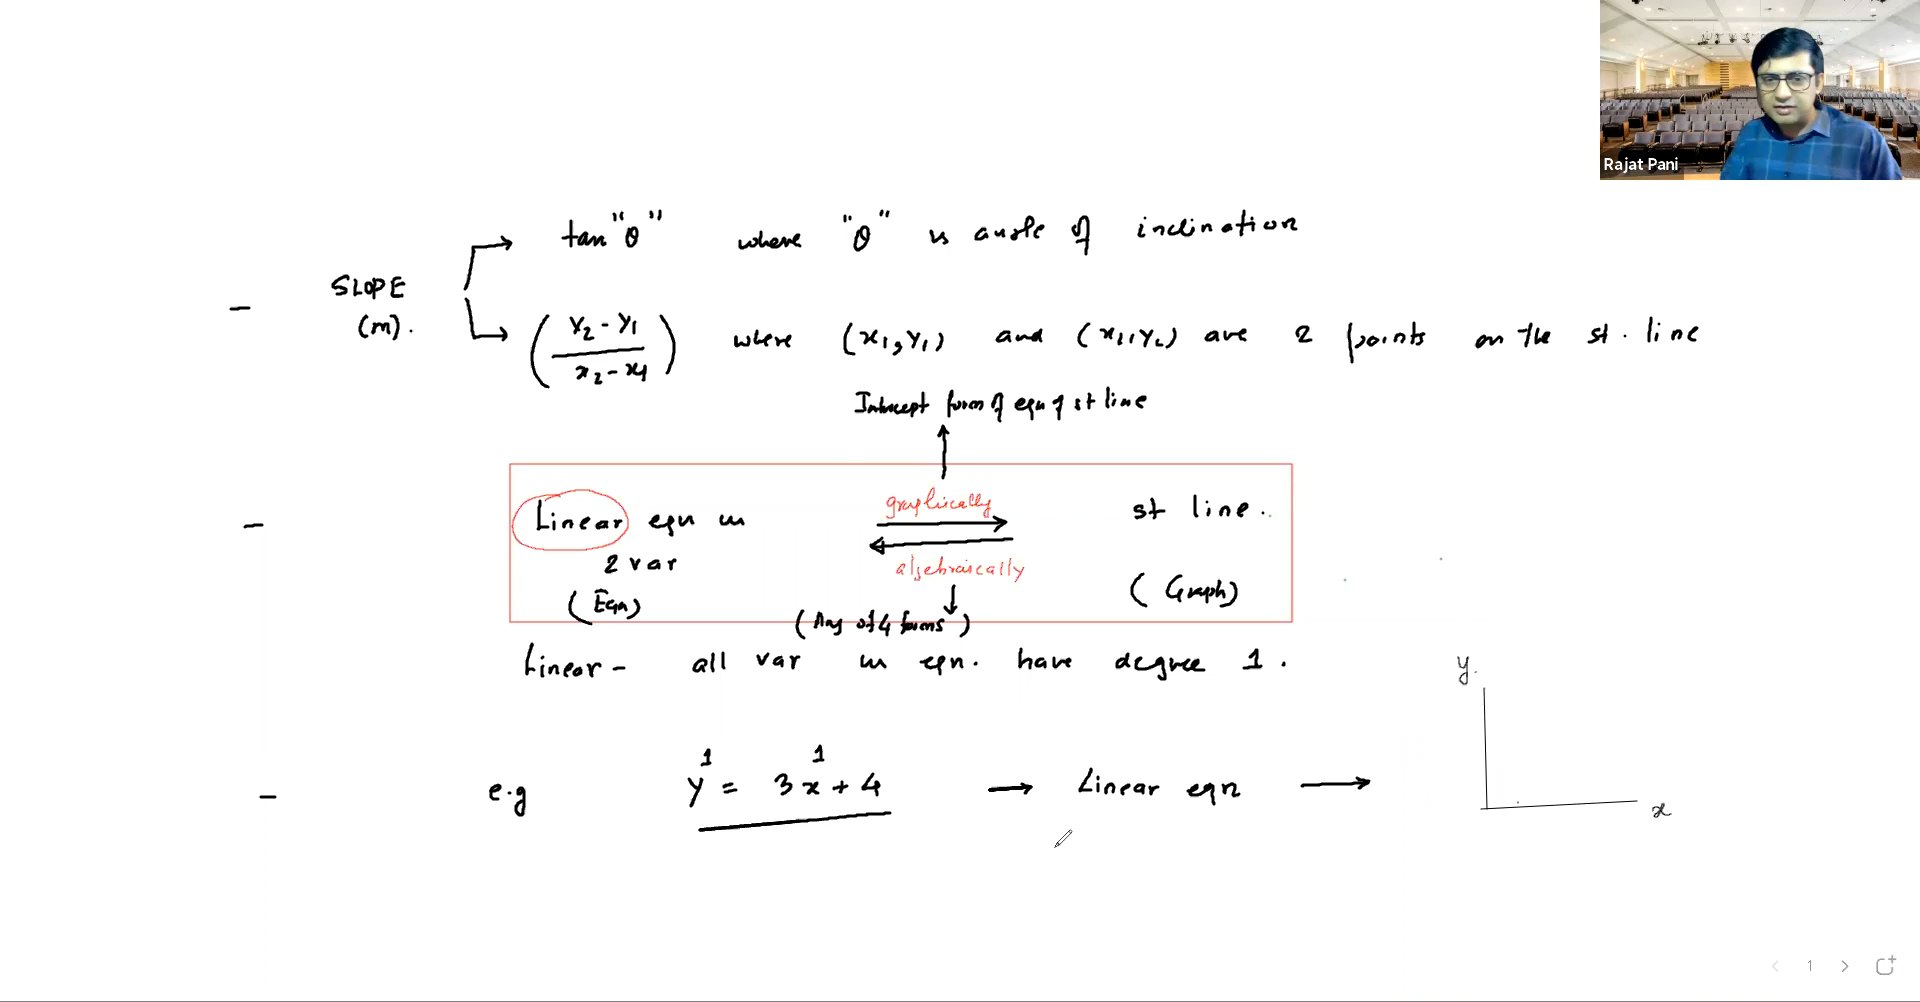 Rajat Pani
tan "θ" where "θ" is angle of inclination
SLOPE
(m).
(y2 - y1 / x2 - x1) where (x1, y1) and (x2, y2) are 2 points on the st. line
Intercept form of eqn of st line
graphically
Linear eqn in st line.
2 var
algebraically
(Eqn) (Graph)
(Any of 4 forms)
Linear - all var in eqn. have degree 1.
y.
1 1
e.g y = 3x + 4 → Linear eqn →
x
1